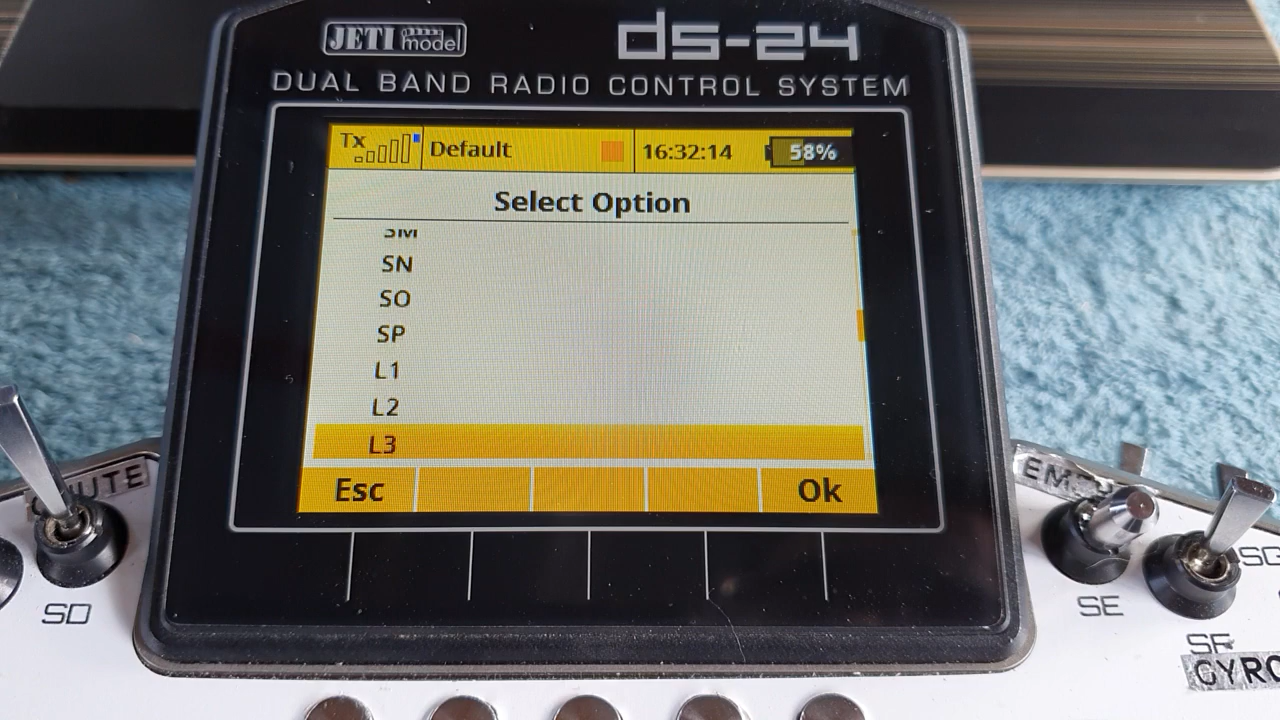 JETI model
ds-24
DUAL BAND RADIO CONTROL SYSTEM
Tx
Default
16:32:14
58%
Select Option
SM
SN
SO
SP
L1
L2
L3
Esc
Ok
SD
SE
SG
SF
GYRO